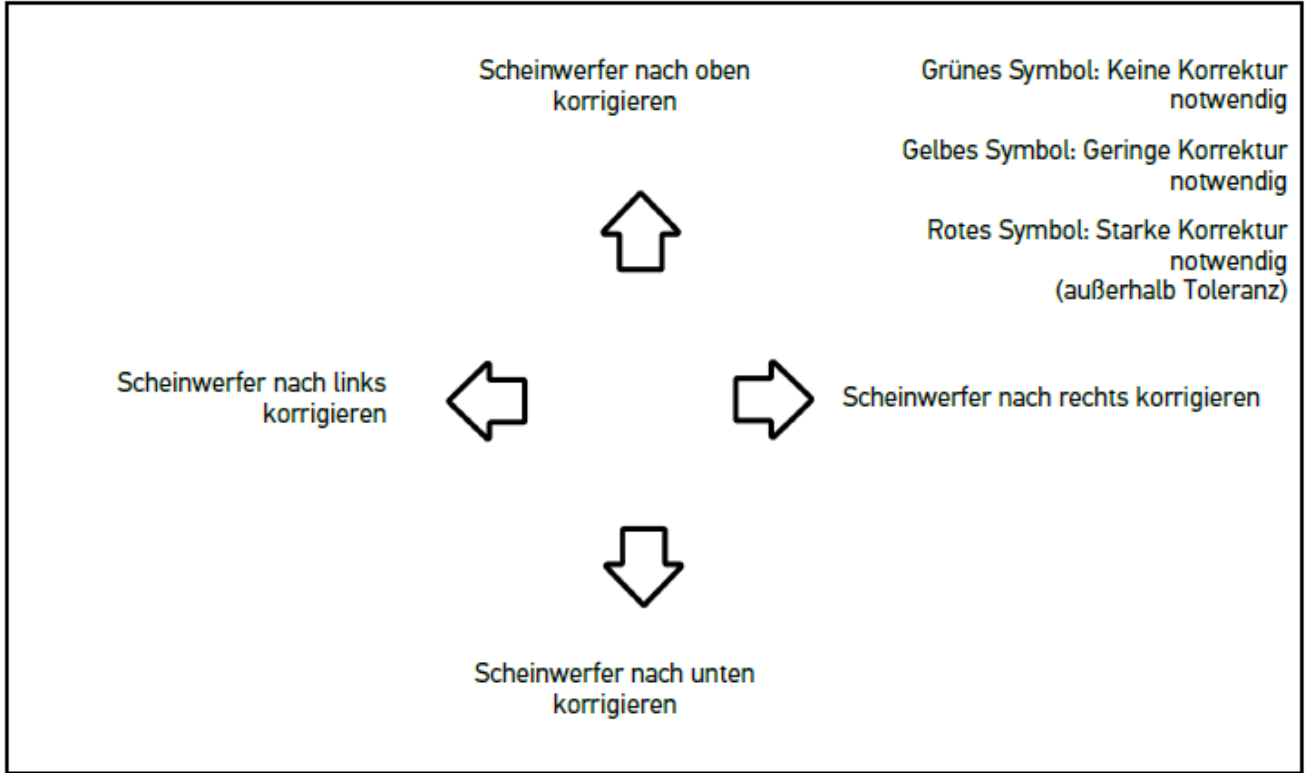 Scheinwerfer nach oben
korrigieren
Grünes Symbol: Keine Korrektur
notwendig
Gelbes Symbol: Geringe Korrektur
notwendig
Rotes Symbol: Starke Korrektur
notwendig
(außerhalb Toleranz)
Scheinwerfer nach links
korrigieren
Scheinwerfer nach rechts korrigieren
Scheinwerfer nach unten
korrigieren